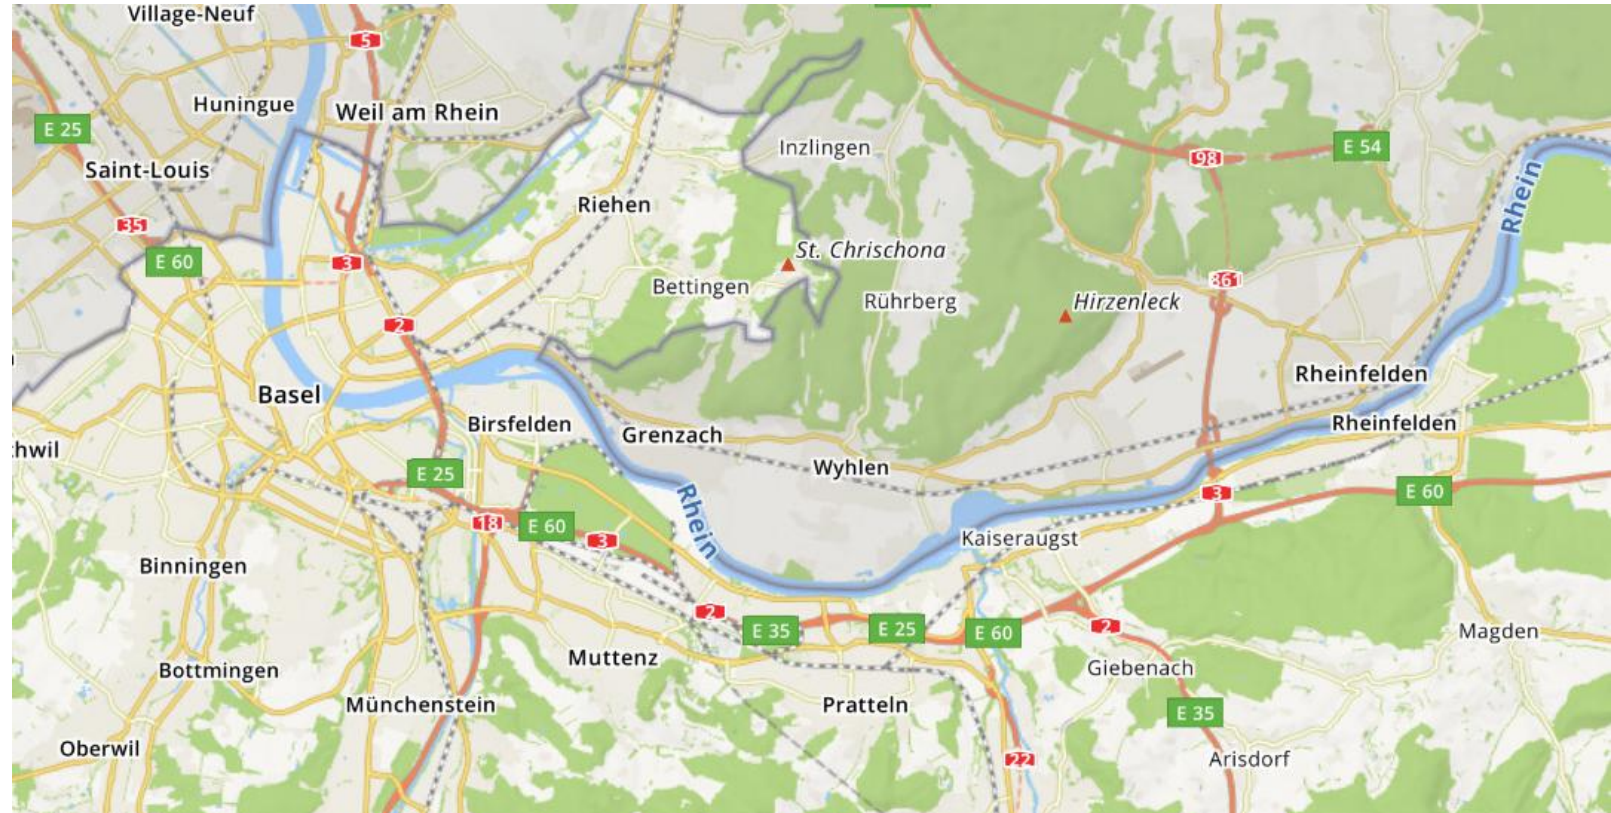 Village-Neuf
5
Huningue
Weil am Rhein
E 25
Inzlingen
98
E 54
Saint-Louis
Rhein
Riehen
35
St. Chrischona
E 60
3
Bettingen
861
Rührberg
Hirzenleck
2
Rheinfelden
Basel
Birsfelden
Rheinfelden
Grenzach
hwil
Wyhlen
E 25
E 60
3
Rhein
18
E 60
3
Kaiseraugst
Binningen
2
E 35
E 25
E 60
2
Magden
Muttenz
Giebenach
Bottmingen
Münchenstein
Pratteln
E 35
Oberwil
22
Arisdorf